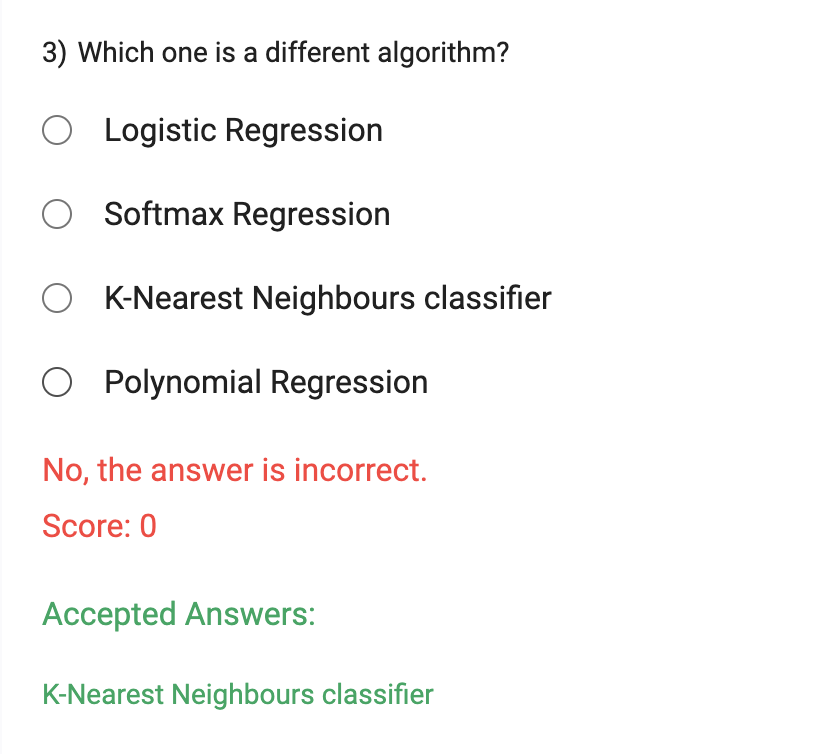 3) Which one is a different algorithm?
Logistic Regression
Softmax Regression
K-Nearest Neighbours classifier
Polynomial Regression
No, the answer is incorrect.
Score: 0
Accepted Answers:
K-Nearest Neighbours classifier